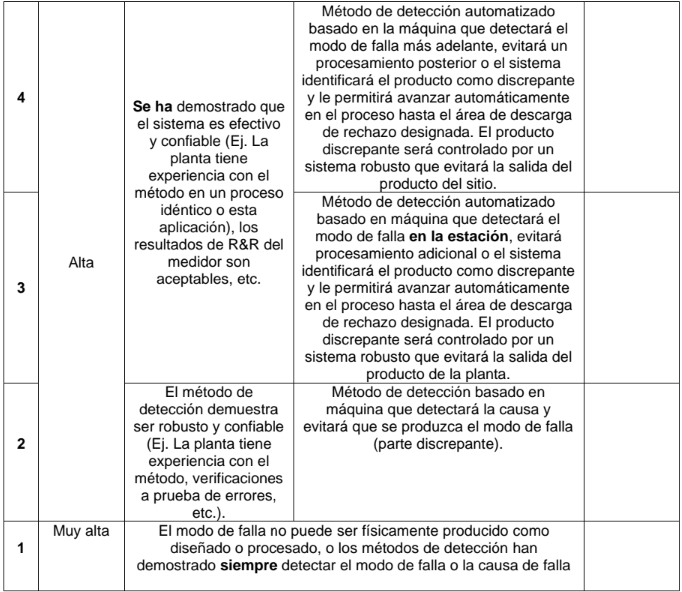 4
Alta
Se ha demostrado que
el sistema es efectivo
y confiable (Ej. La
planta tiene
experiencia con el
método en un proceso
idéntico o esta
aplicación), los
resultados de R&R del
medidor son
aceptables, etc.
Método de detección automatizado
basado en la máquina que detectará el
modo de falla más adelante, evitará un
procesamiento posterior o el sistema
identificará el producto como discrepante
y le permitirá avanzar automáticamente
en el proceso hasta el área de descarga
de rechazo designada. El producto
discrepante será controlado por un
sistema robusto que evitará la salida del
producto del sitio.
3
Método de detección automatizado
basado en máquina que detectará el
modo de falla en la estación, evitará
procesamiento adicional o el sistema
identificará el producto como discrepante
y le permitirá avanzar automáticamente
en el proceso hasta el área de descarga
de rechazo designada. El producto
discrepante será controlado por un
sistema robusto que evitará la salida del
producto de la planta.
2
El método de
detección demuestra
ser robusto y confiable
(Ej. La planta tiene
experiencia con el
método, verificaciones
a prueba de errores,
etc.).
Método de detección basado en
máquina que detectará la causa y
evitará que se produzca el modo de falla
(parte discrepante).
1
Muy alta
El modo de falla no puede ser físicamente producido como
diseñado o procesado, o los métodos de detección han
demostrado siempre detectar el modo de falla o la causa de falla